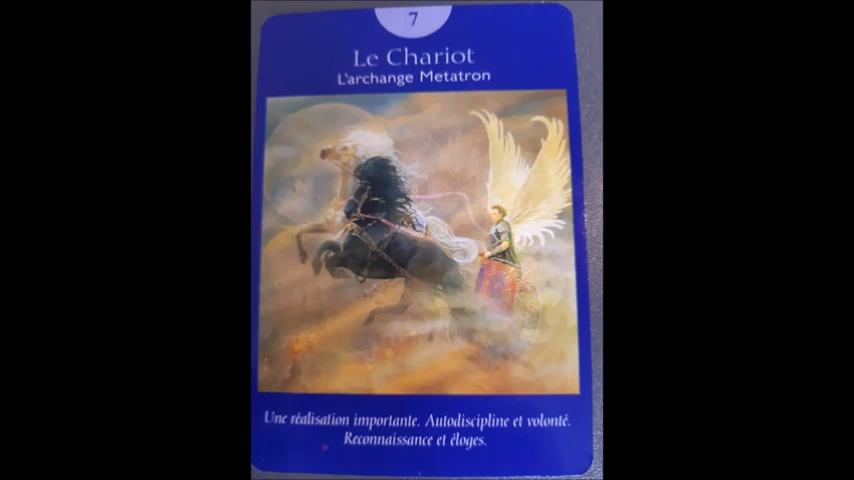 7
Le Chariot
L'archange Metatron
Une réalisation importante. Autodiscipline et volonté.
Reconnaissance et éloges.